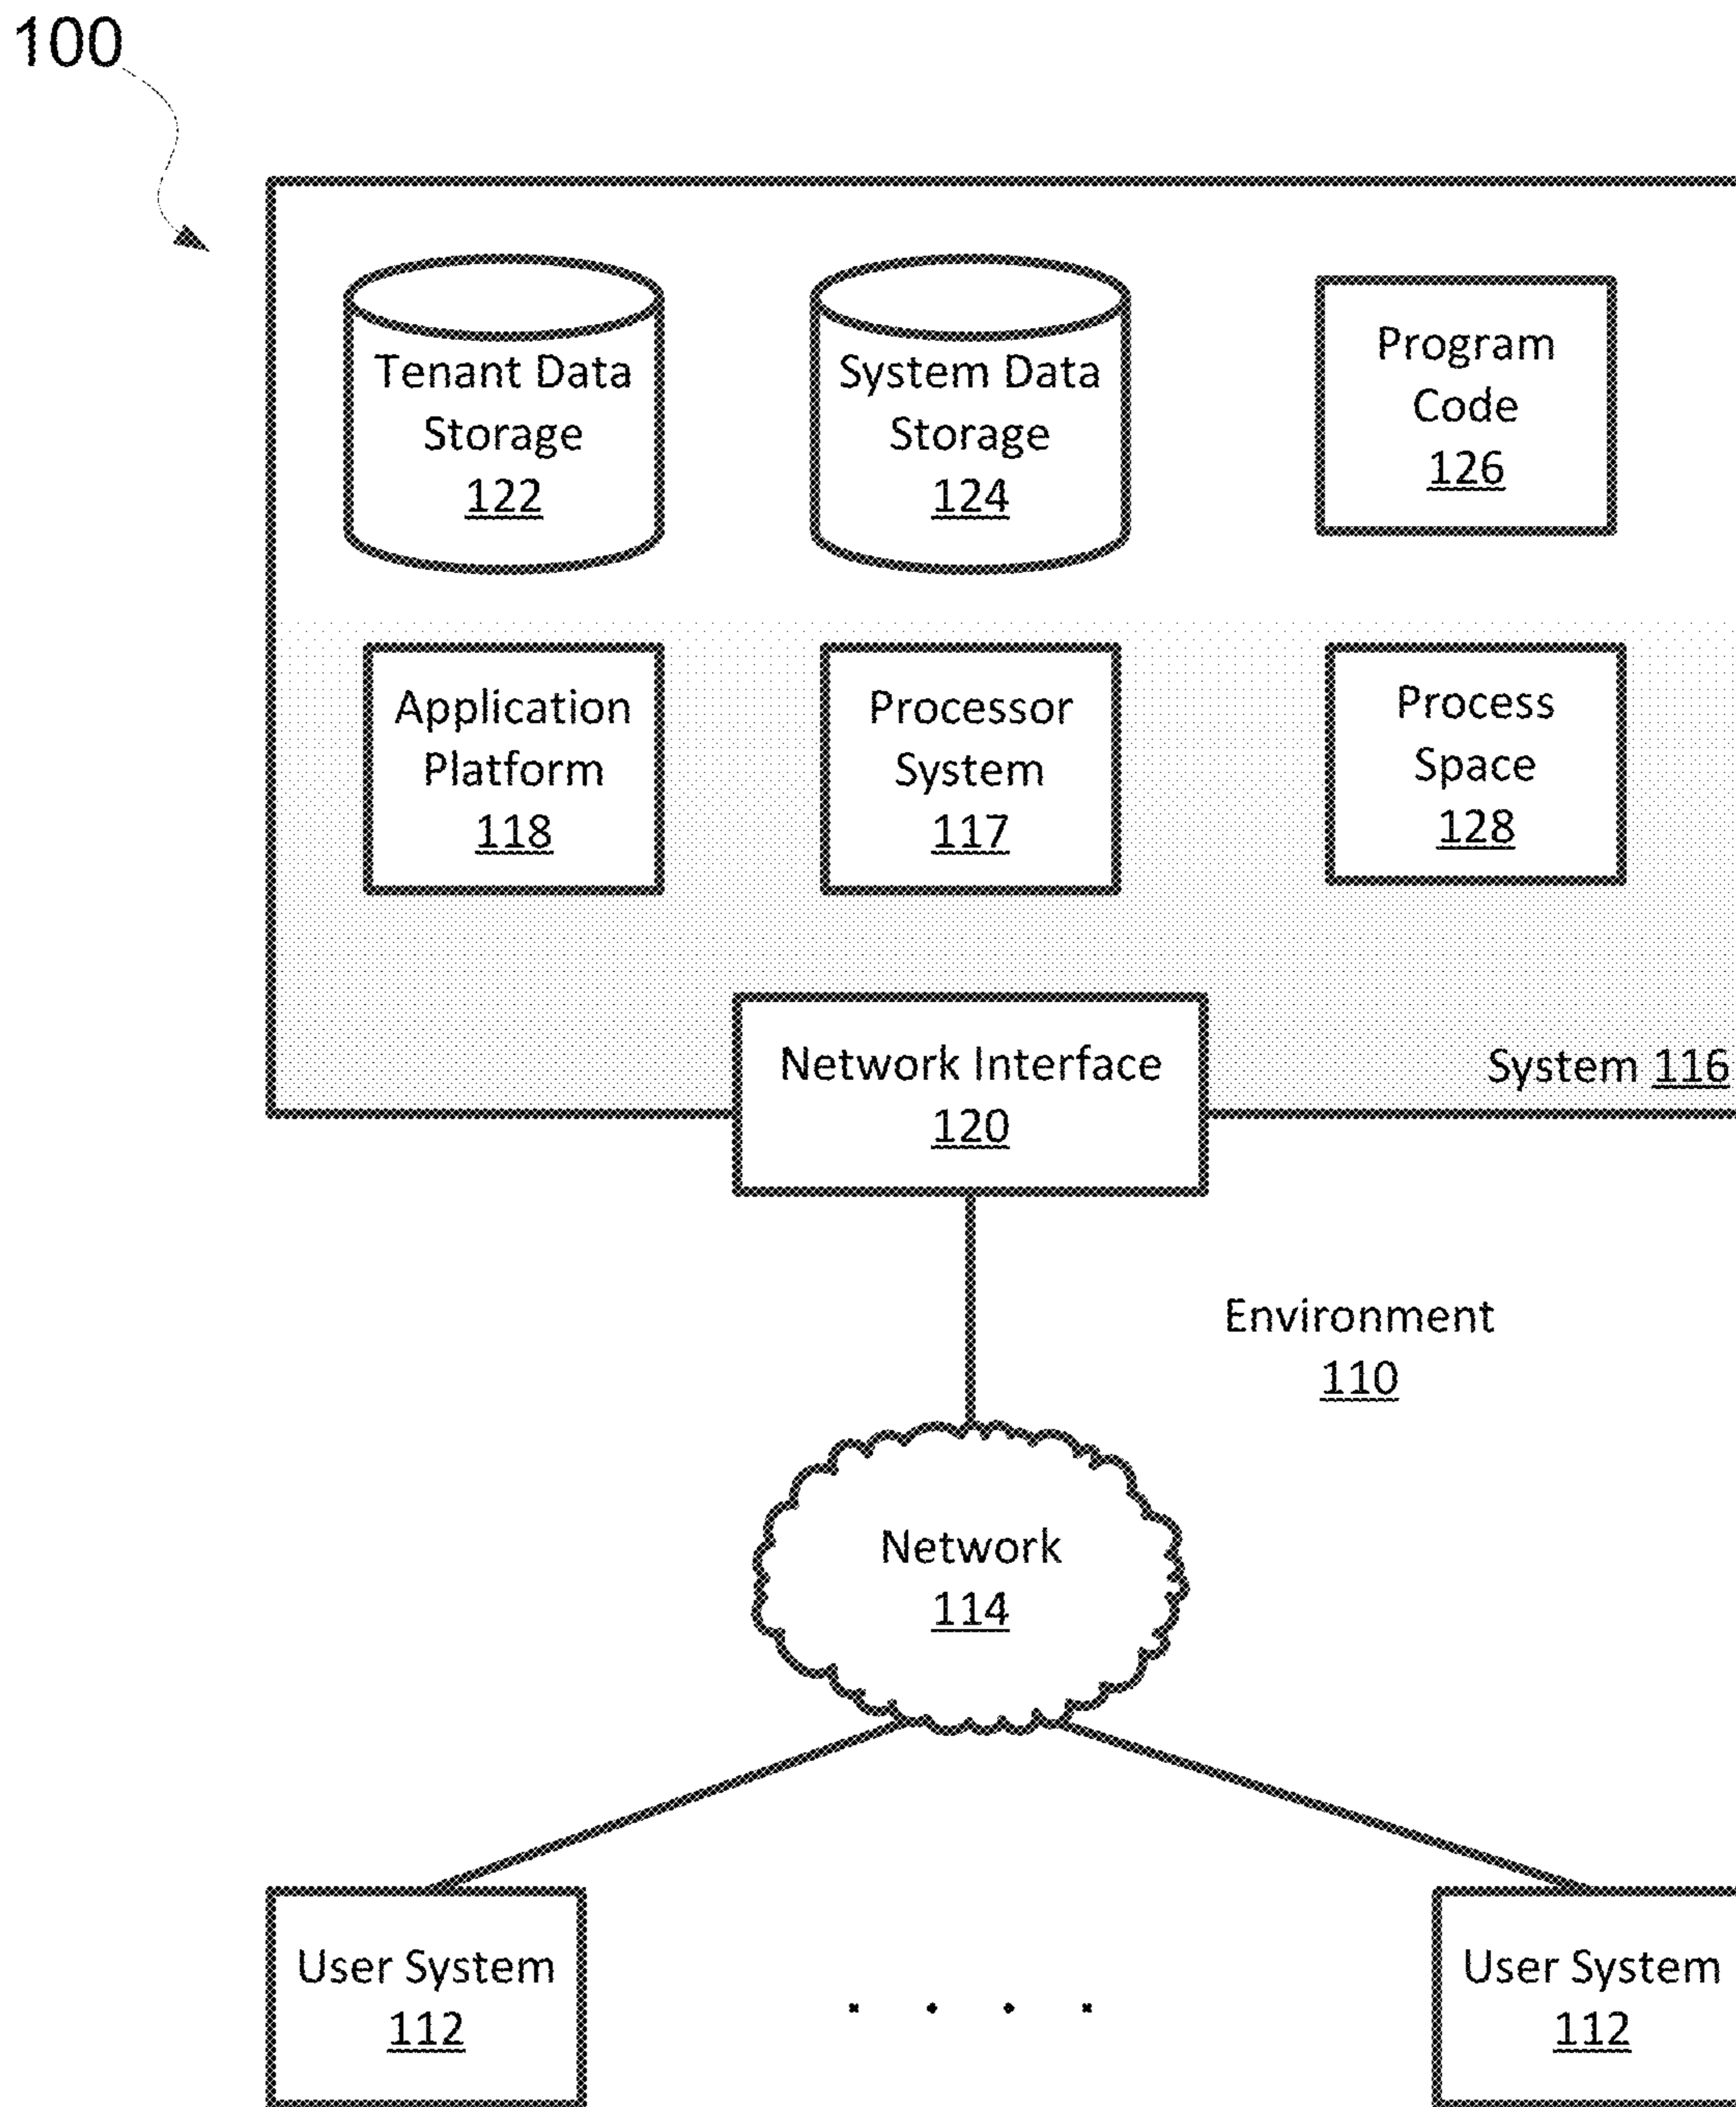 100
Tenant Data
Storage
122
System Data
Storage
124
Program
Code
126
Application
Platform
118
Processor
System
117
Process
Space
128
Network Interface
120
System 116
Environment
110
Network
114
User System
112
. . . .
User System
112